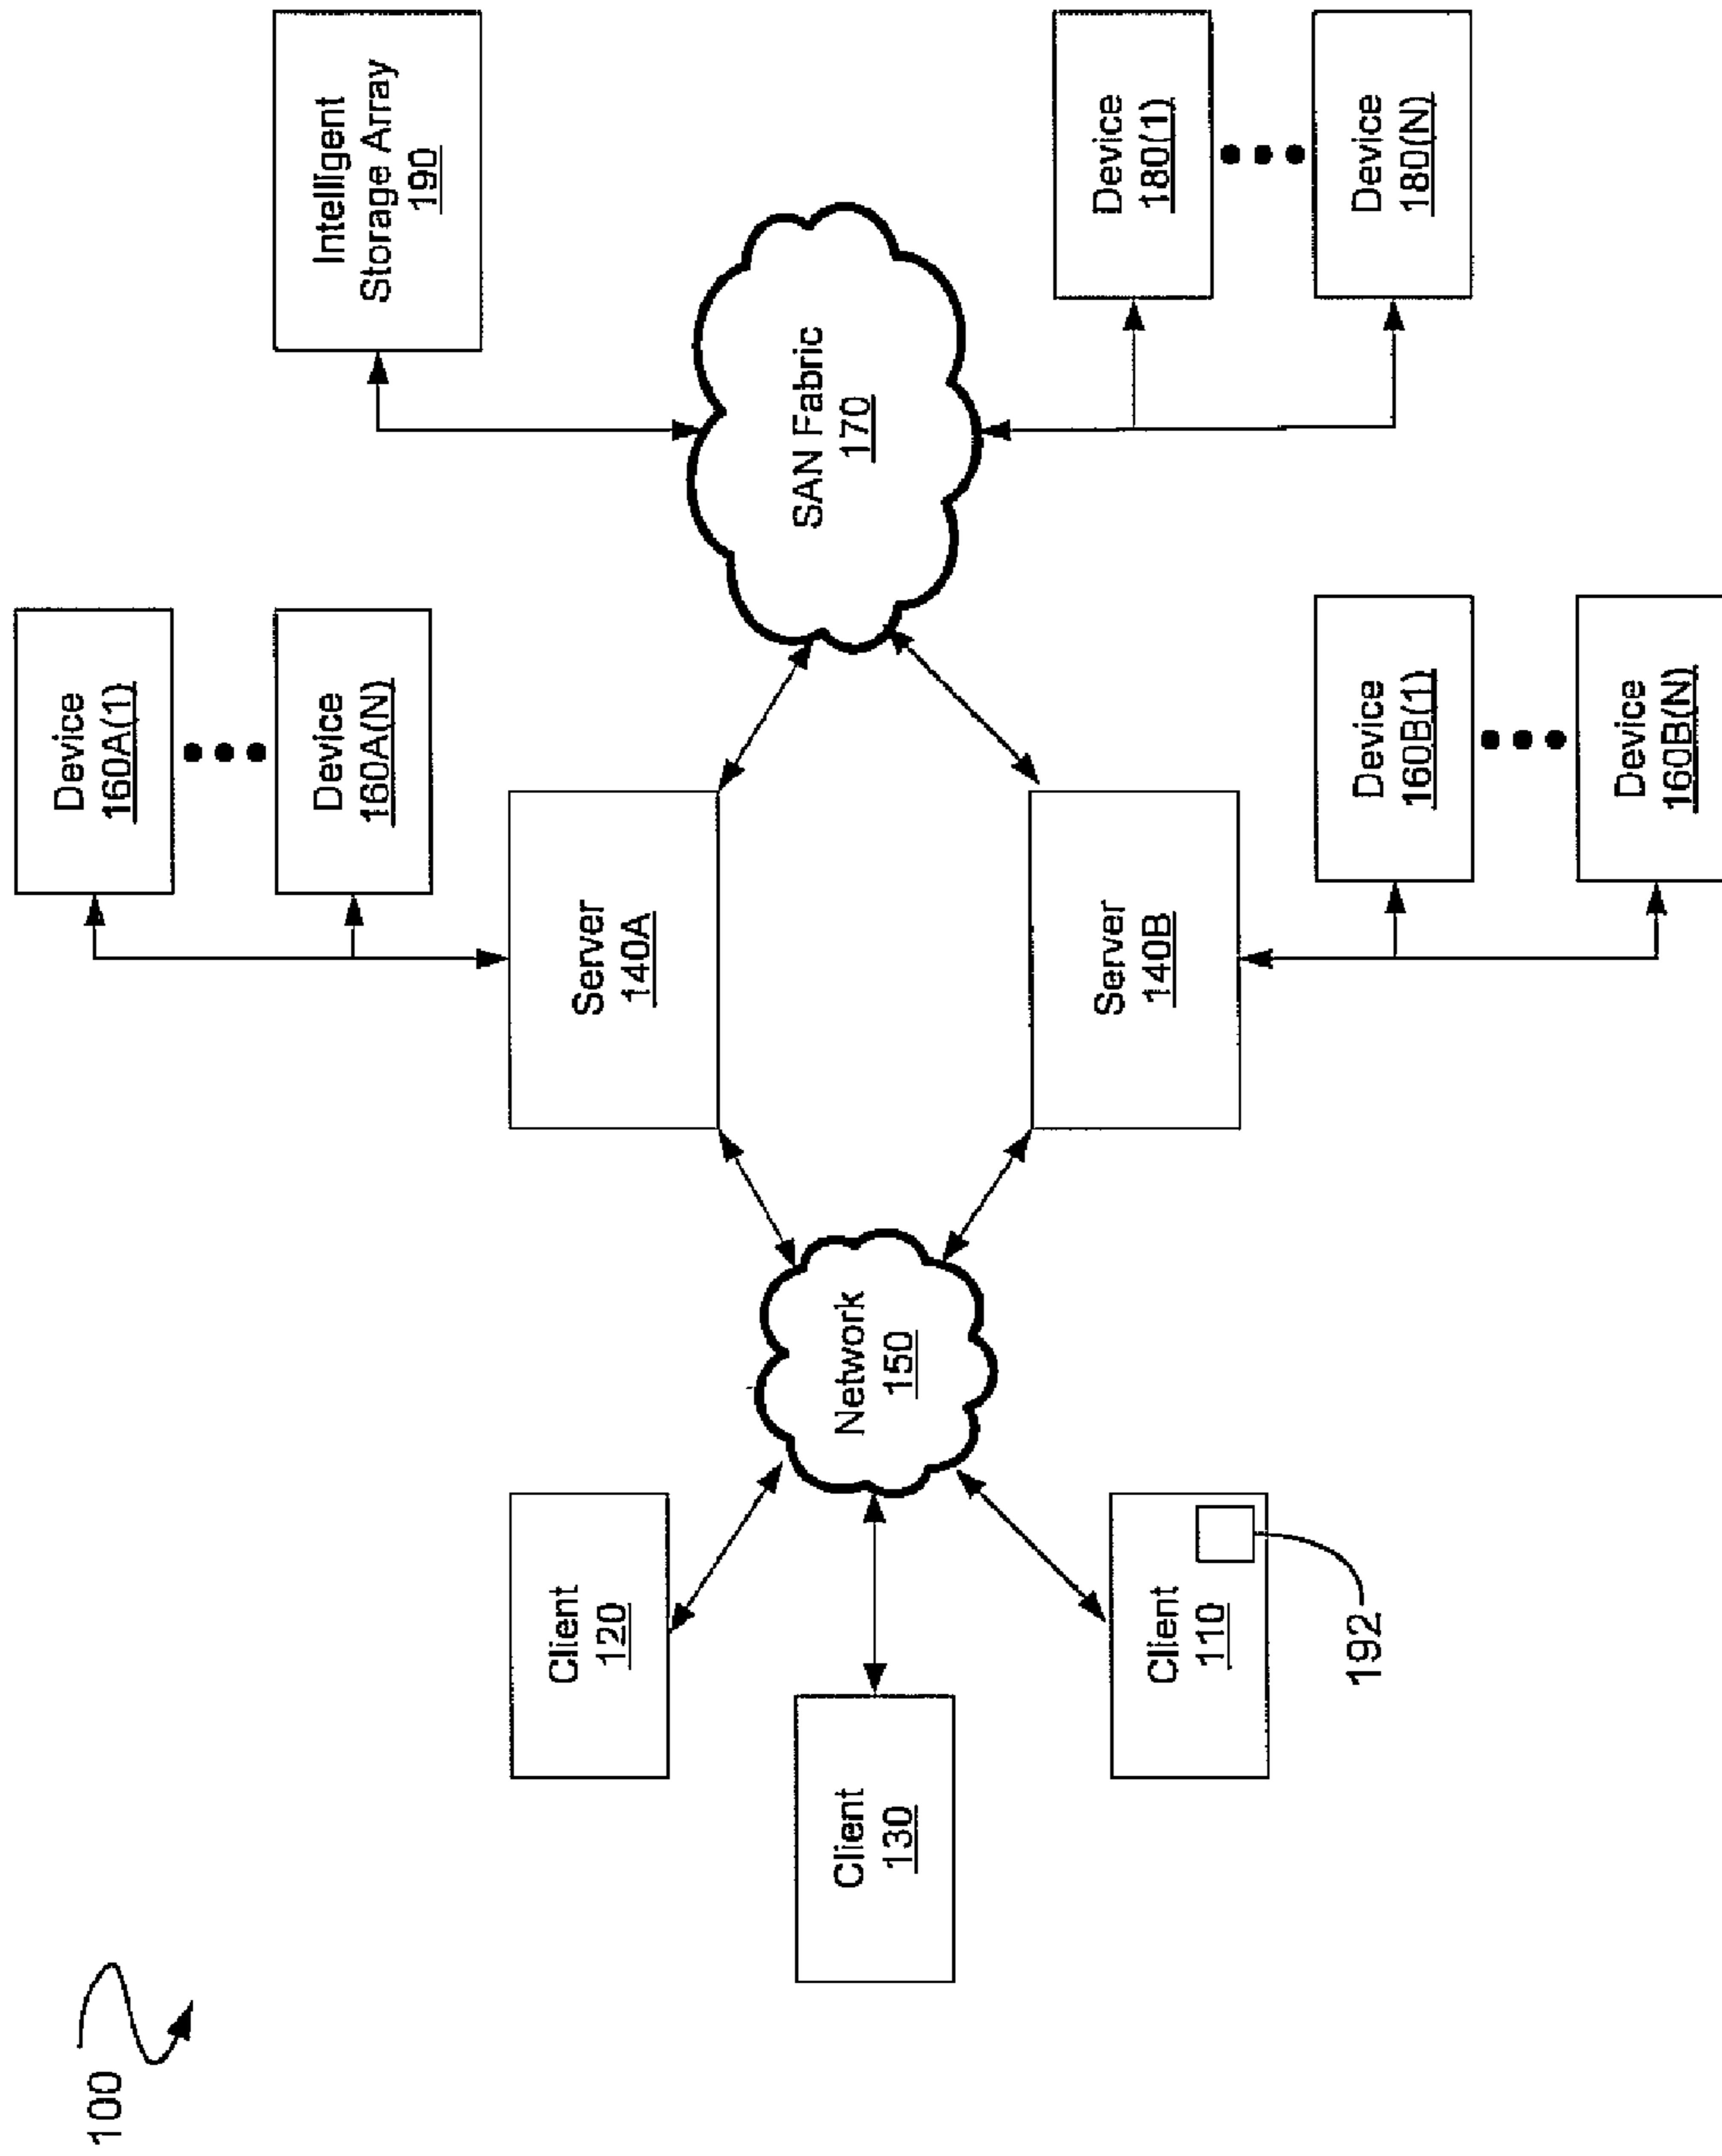 100
Device
160A(1)
Device
160A(N)
Intelligent
Storage Array
190
Client
120
Server
140A
Client
130
Network
150
SAN Fabric
170
Client
110
192
Server
140B
Device
180(1)
Device
180(N)
Device
160B(1)
Device
160B(N)